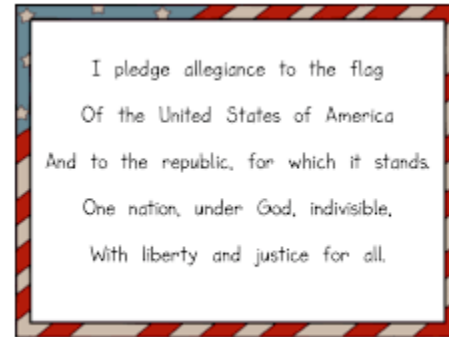 I pledge allegiance to the flag
Of the United States of America
And to the republic, for which it stands.
One nation, under God, indivisible,
With liberty and justice for all.